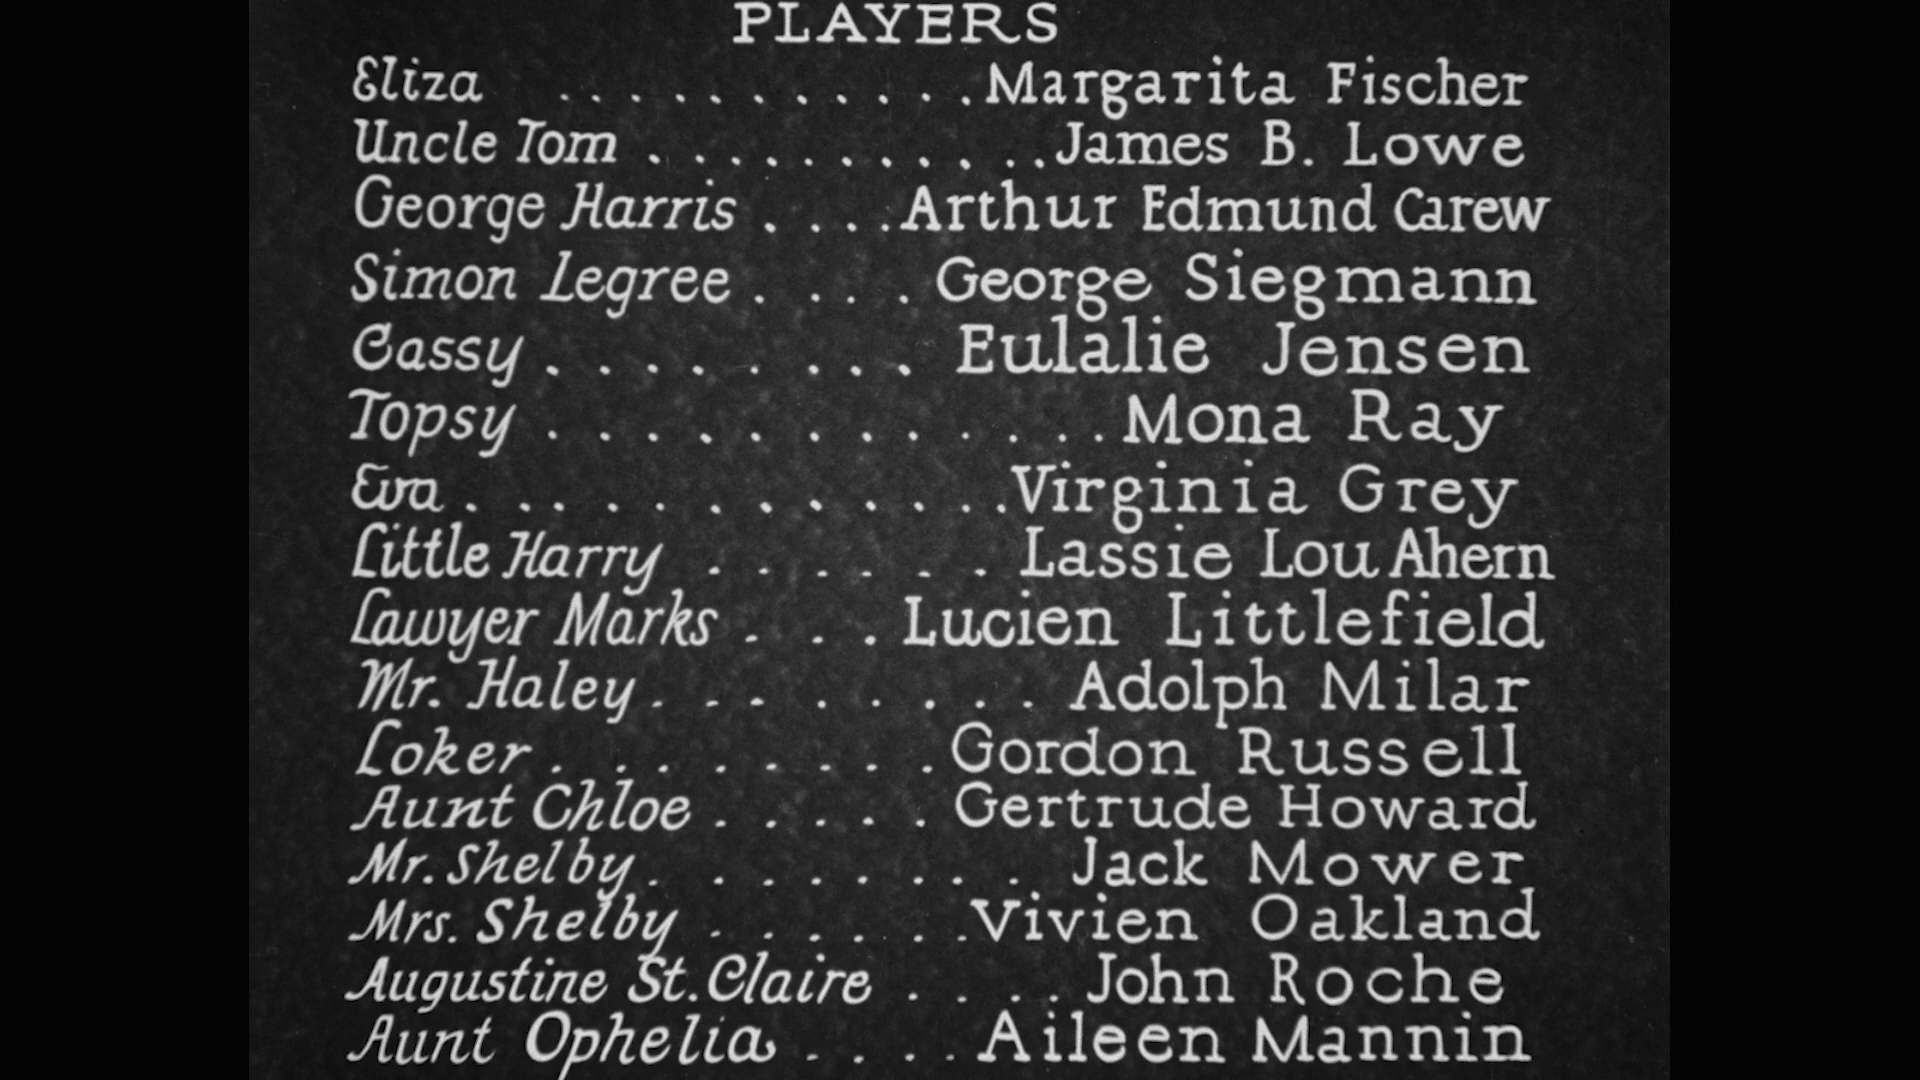 PLAYERS
Eliza . . . . . . . . . . . Margarita Fischer
Uncle Tom . . . . . . . . . . . James B. Lowe
George Harris . . . . Arthur Edmund Carew
Simon Legree . . . . George Siegmann
Cassy . . . . . . . . Eulalie Jensen
Topsy . . . . . . . . . . . . Mona Ray
Eva . . . . . . . . . . . . Virginia Grey
Little Harry . . . . . . Lassie Lou Ahern
Lawyer Marks . . . Lucien Littlefield
Mr. Haley . . . . . . . . Adolph Milar
Loker . . . . . . . . Gordon Russell
Aunt Chloe . . . . . Gertrude Howard
Mr. Shelby . . . . . . . . Jack Mower
Mrs. Shelby . . . . . . Vivien Oakland
Augustine St. Claire . . . . John Roche
Aunt Ophelia . . . . Aileen Mannin